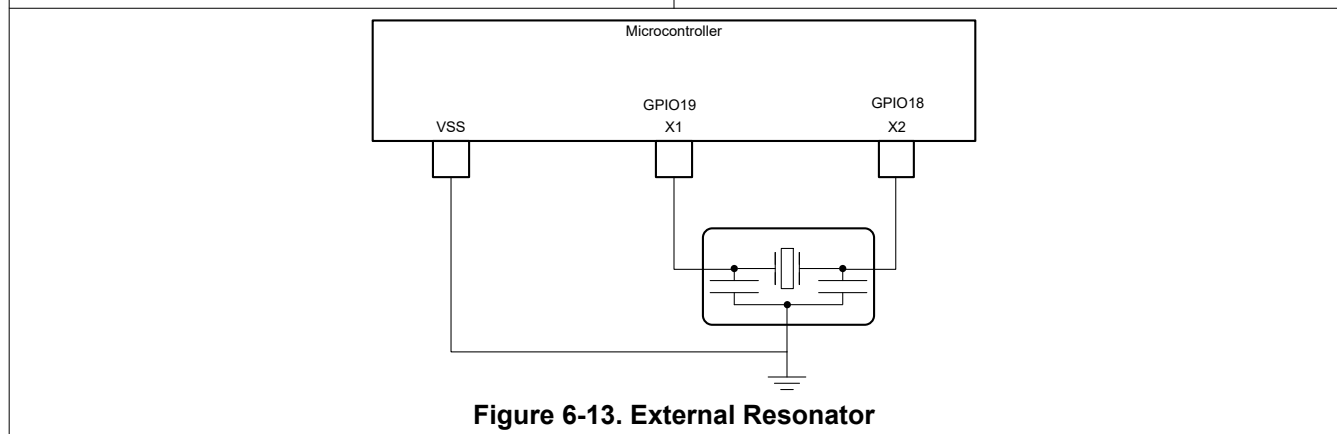 Microcontroller
GPIO19
GPIO18
VSS
X1
X2
Figure 6-13. External Resonator